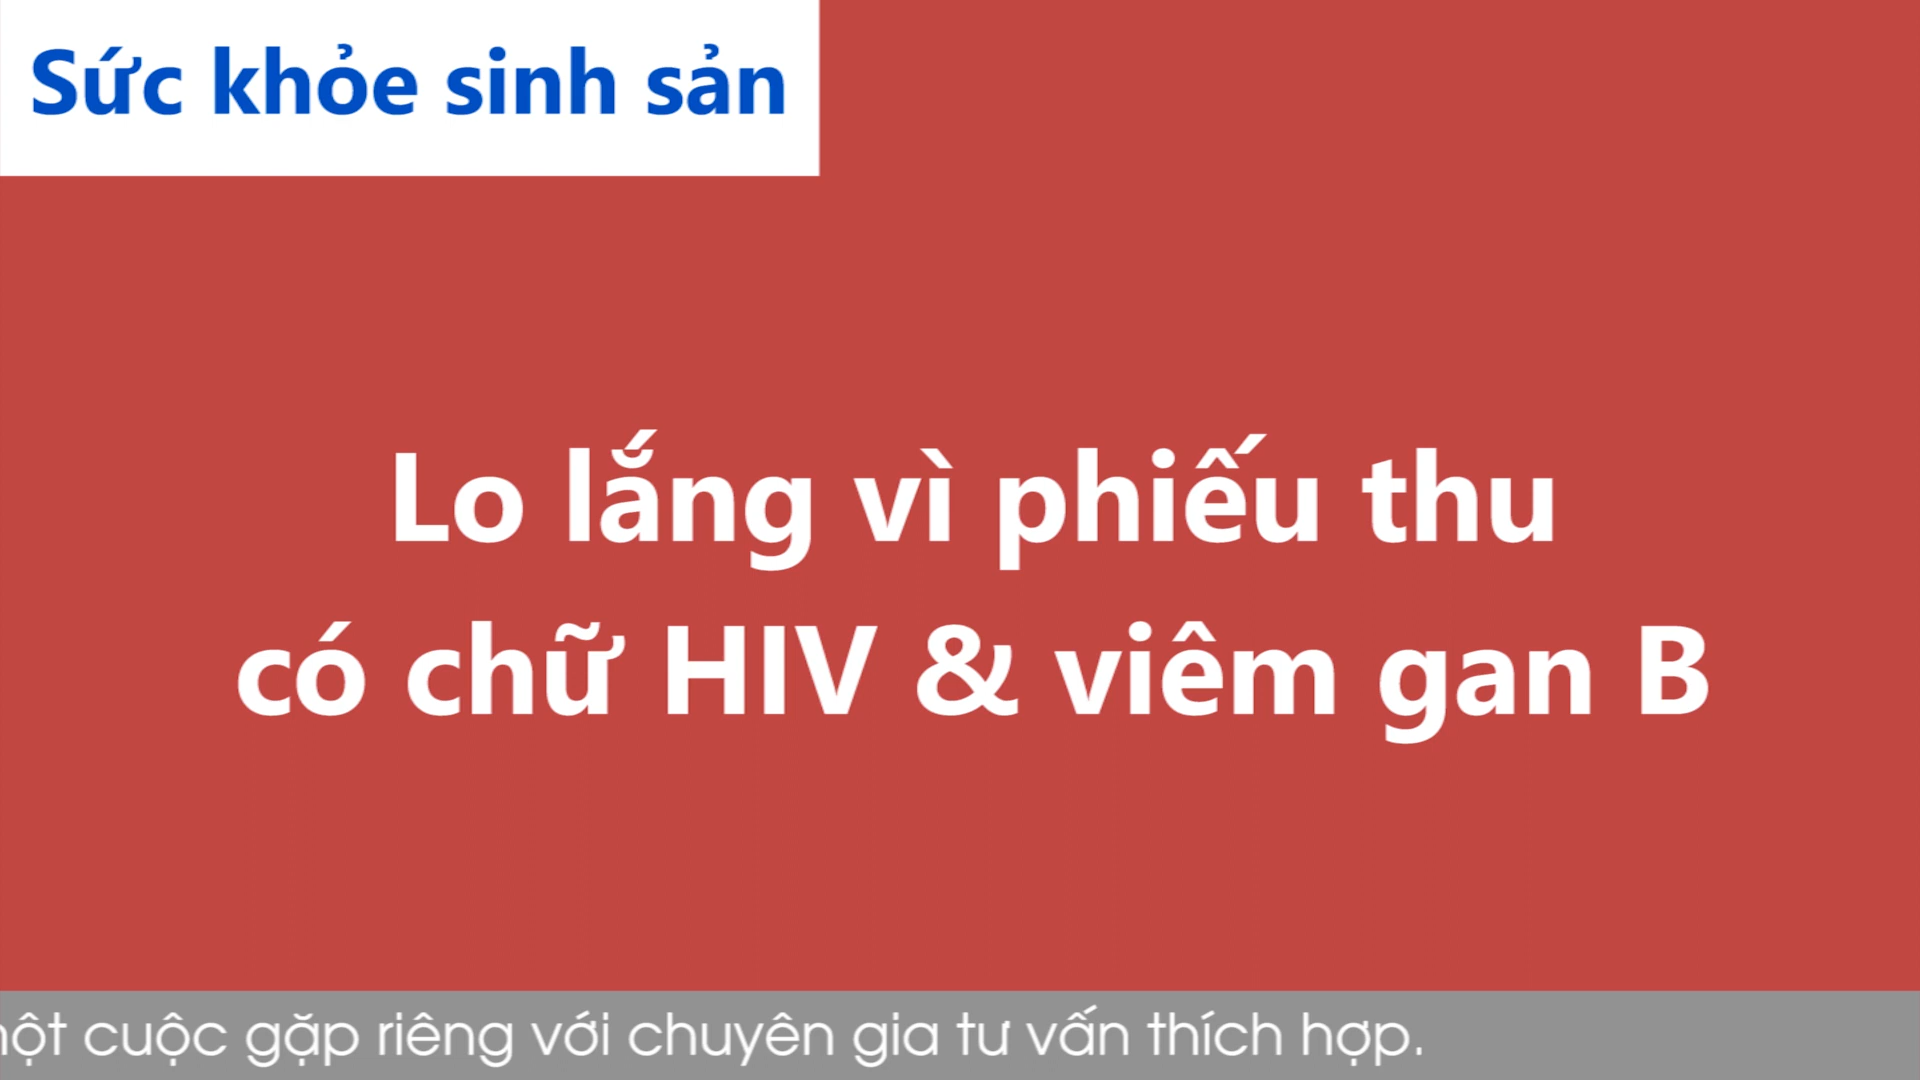 Sức khỏe sinh sản
Lo lắng vì phiếu thu
có chữ HIV & viêm gan B
cuộc gặp riêng với chuyên gia tư vấn thích hợp.